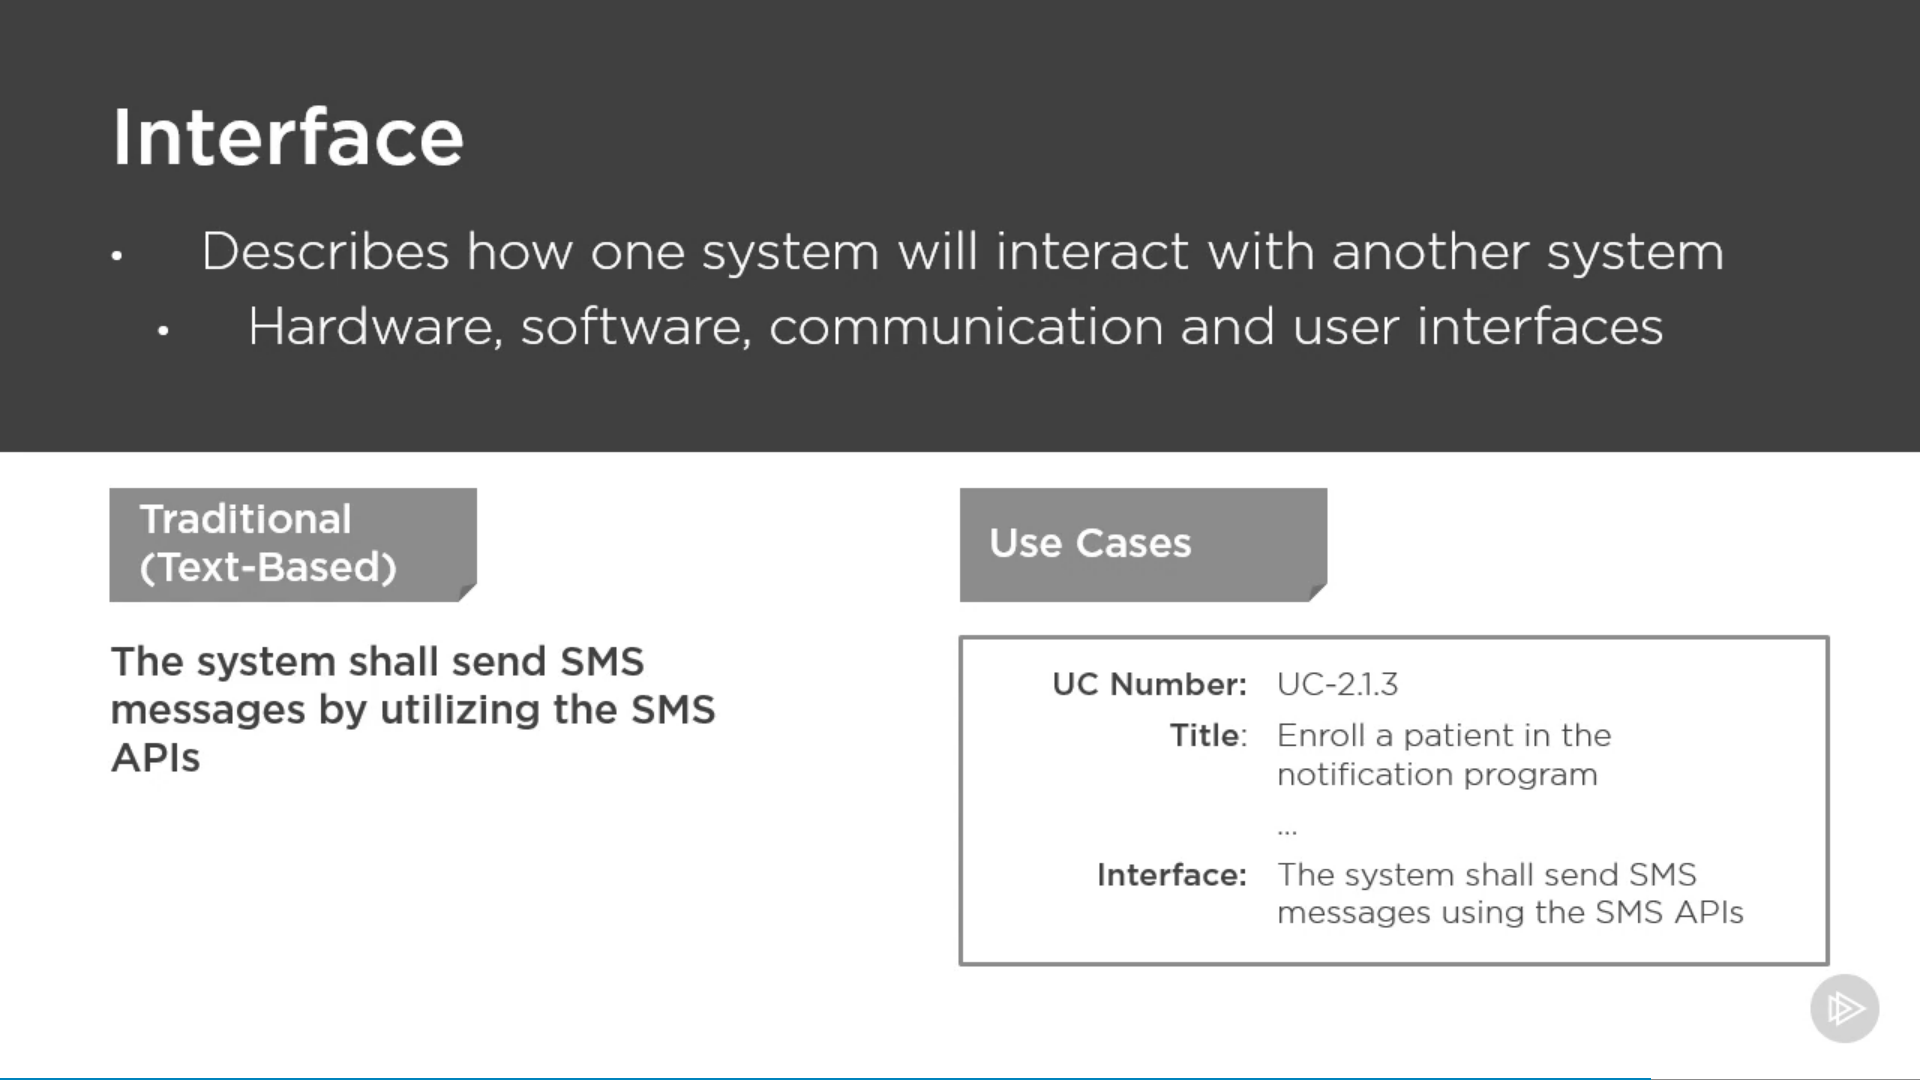 Interface
• Describes how one system will interact with another system
• Hardware, software, communication and user interfaces
Traditional
(Text-Based)
The system shall send SMS
messages by utilizing the SMS
APIs
Use Cases
UC Number: UC-2.1.3
Title: Enroll a patient in the
notification program
...
Interface: The system shall send SMS
messages using the SMS APIs